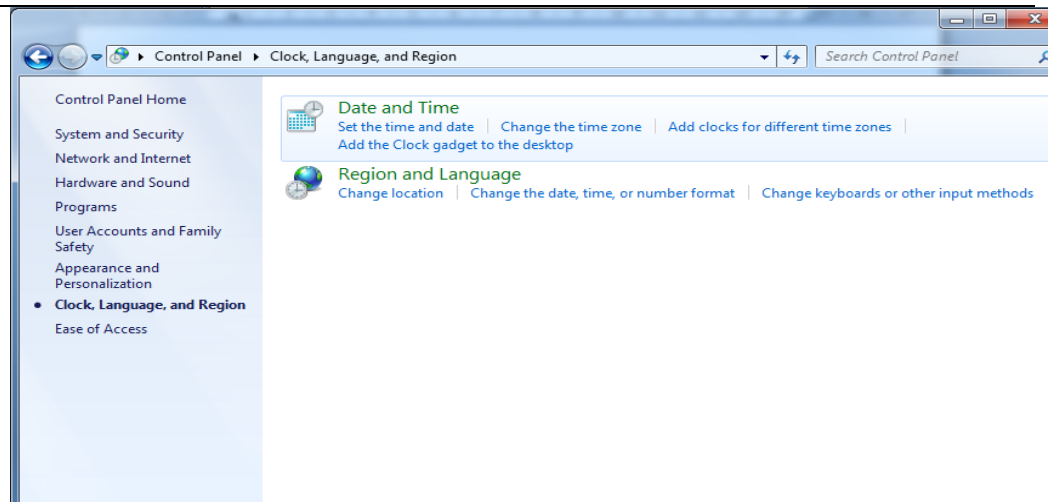 Control Panel ▸ Clock, Language, and Region
Search Control Panel
Control Panel Home
System and Security
Network and Internet
Hardware and Sound
Programs
User Accounts and Family
Safety
Appearance and
Personalization
Clock, Language, and Region
Ease of Access
Date and Time
Set the time and date | Change the time zone | Add clocks for different time zones |
Add the Clock gadget to the desktop
Region and Language
Change location | Change the date, time, or number format | Change keyboards or other input methods